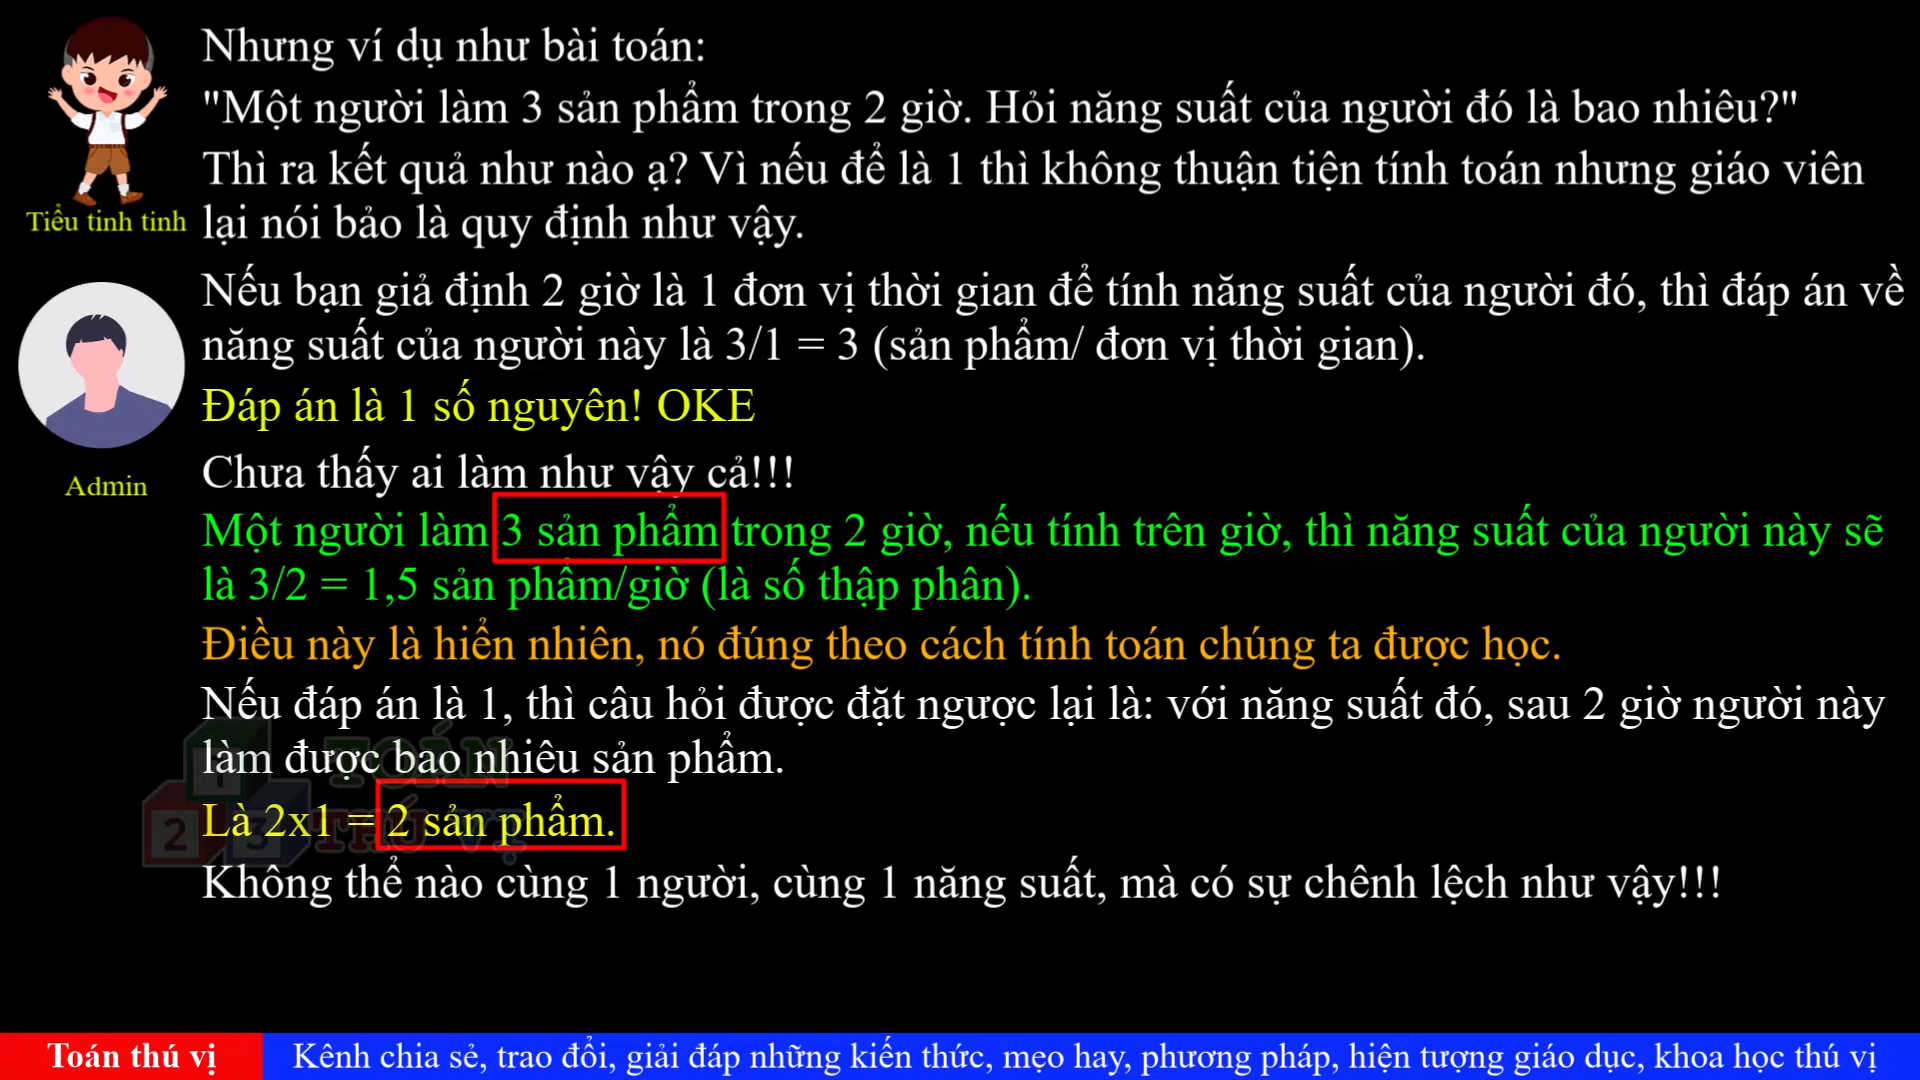 Nhưng ví dụ như bài toán:
"Một người làm 3 sản phẩm trong 2 giờ. Hỏi năng suất của người đó là bao nhiêu?"
Thì ra kết quả như nào ạ? Vì nếu để là 1 thì không thuận tiện tính toán nhưng giáo viên
lại nói bảo là quy định như vậy.
Tiểu tinh tinh
Nếu bạn giả định 2 giờ là 1 đơn vị thời gian để tính năng suất của người đó, thì đáp án về
năng suất của người này là 3/1 = 3 (sản phẩm/ đơn vị thời gian).
Đáp án là 1 số nguyên! OKE
Chưa thấy ai làm như vậy cả!!!
Admin
Một người làm 3 sản phẩm trong 2 giờ, nếu tính trên giờ, thì năng suất của người này sẽ
là 3/2 = 1,5 sản phẩm/giờ (là số thập phân).
Điều này là hiển nhiên, nó đúng theo cách tính toán chúng ta được học.
Nếu đáp án là 1, thì câu hỏi được đặt ngược lại là: với năng suất đó, sau 2 giờ người này
làm được bao nhiêu sản phẩm.
Là 2x1 = 2 sản phẩm.
Không thể nào cùng 1 người, cùng 1 năng suất, mà có sự chênh lệch như vậy!!!
1 2 3
TOÁN
THÚ VỊ
Toán thú vị
Kênh chia sẻ, trao đổi, giải đáp những kiến thức, mẹo hay, phương pháp, hiện tượng giáo dục, khoa học thú vị